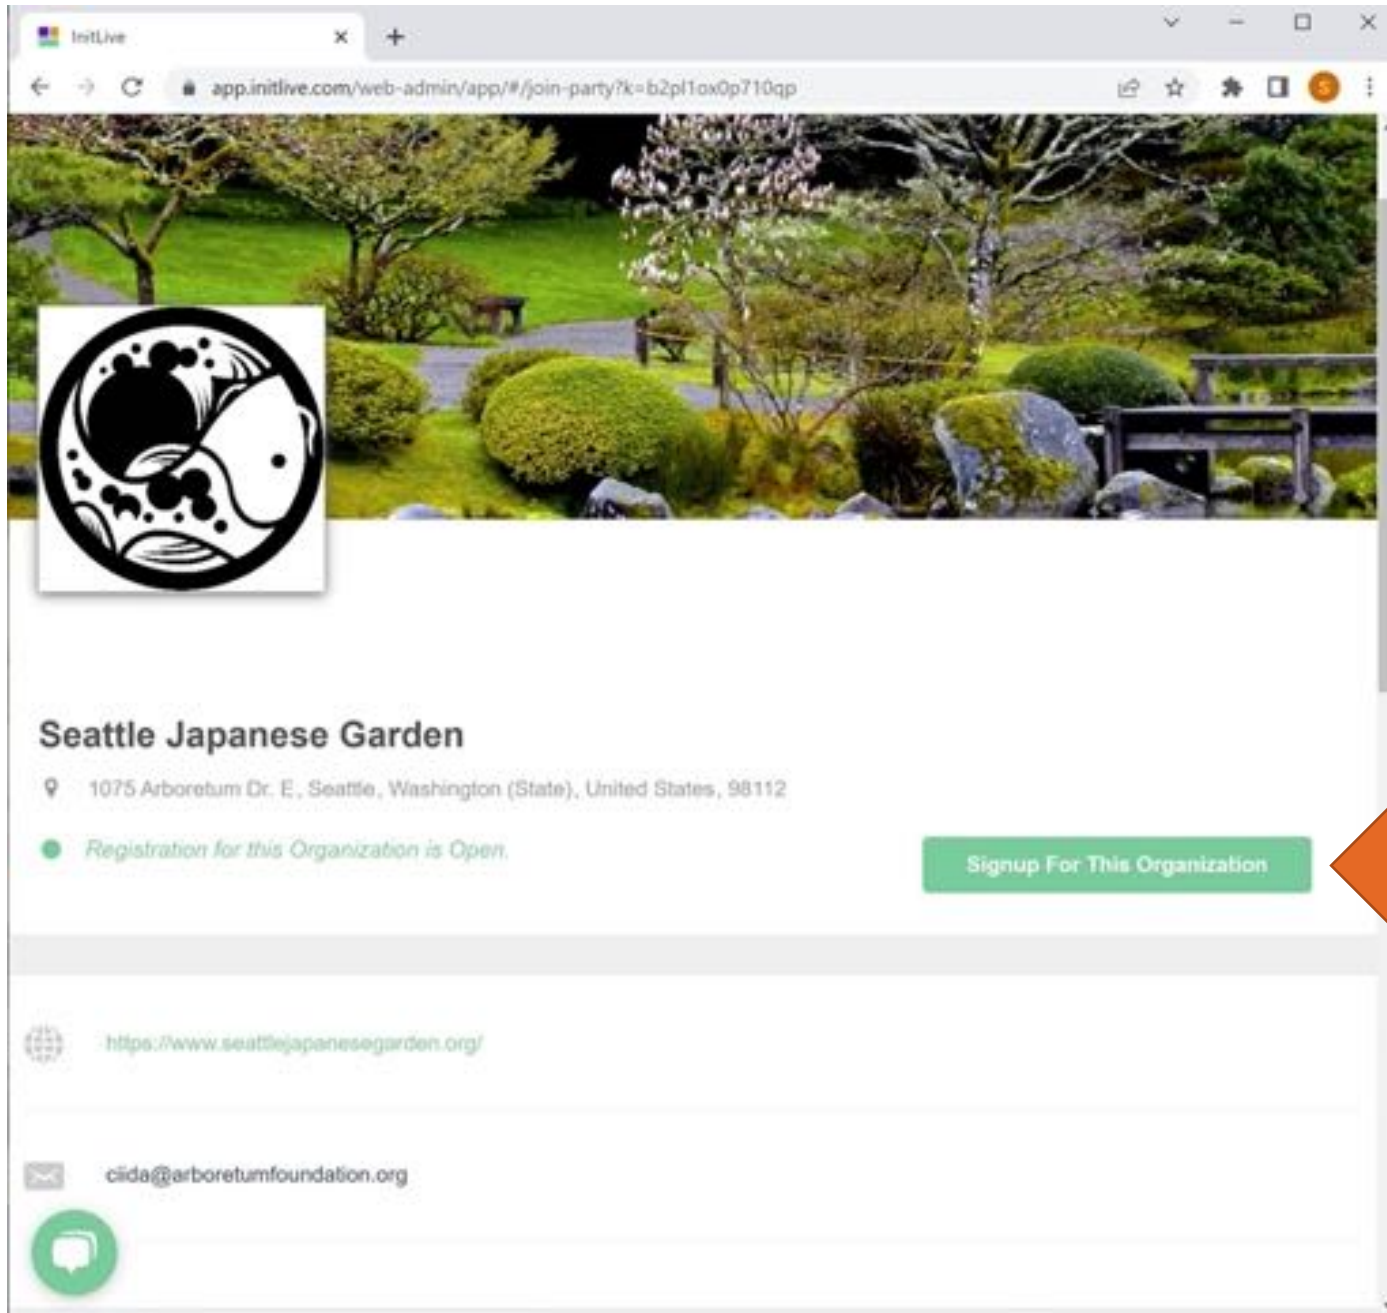 InitLive
app.initlive.com/web-admin/app/#/join-party?k=b2pl1ox0p710qp
S
Seattle Japanese Garden
1075 Arboretum Dr. E, Seattle, Washington (State), United States, 98112
Registration for this Organization is Open.
Signup For This Organization
https://www.seattlejapanesegarden.org/
ciida@arboretumfoundation.org